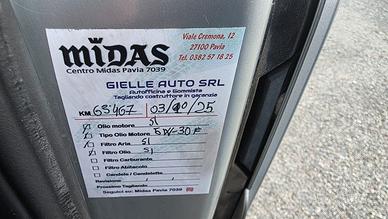 MIDAS
Centro Midas Pavia 7039
Viale Cremona, 12
27100 Pavia
Tel. 0382 57 18 25
GIELLE AUTO SRL
Autofficina e Gommista
Tagliando costruttore in garanzia
KM 63467 03/10/25
Olio motore SI
Tipo Olio Motore 5W-30
Filtro Aria SI
Filtro Olio SI
Filtro Carburante
Filtro Abitacolo
Candele / Candelette
Revisione / /
Prossimo Tagliando
Seguici su: Midas Pavia 7039